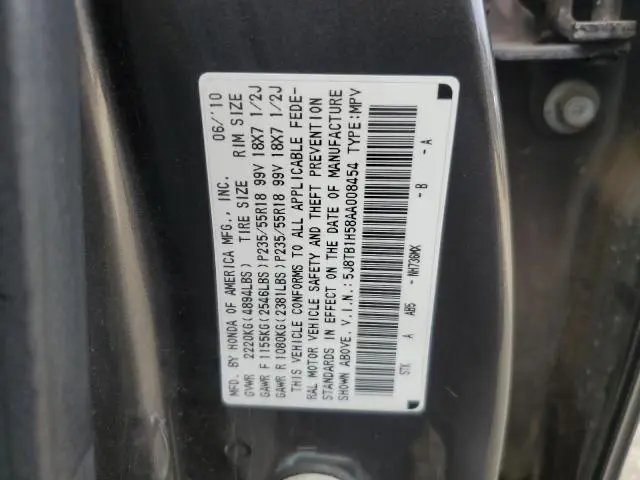 MFD. BY HONDA OF AMERICA MFG., INC. 06/'10
GVWR 2220KG(4894LBS) TIRE SIZE RIM SIZE
GAWR F 1155KG(2546LBS)P235/55R18 99V 18X7 1/2J
GAWR R 1080KG(2381LBS)P235/55R18 99V 18X7 1/2J
THIS VEHICLE CONFORMS TO ALL APPLICABLE FEDE-
RAL MOTOR VEHICLE SAFETY AND THEFT PREVENTION
STANDARDS IN EFFECT ON THE DATE OF MANUFACTURE
SHOWN ABOVE. V.I.N.:5J8TB1H58AA008454 TYPE:MPV
STX A AB5 - NH736MX - B - A